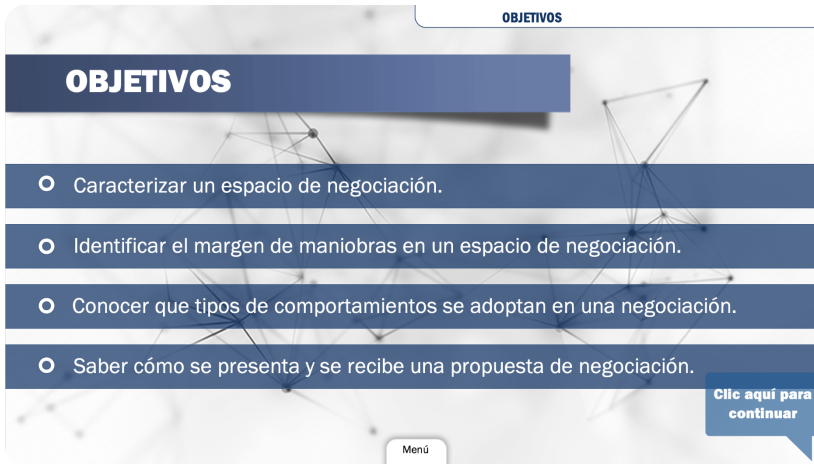 OBJETIVOS
OBJETIVOS
Caracterizar un espacio de negociación.
Identificar el margen de maniobras en un espacio de negociación.
Conocer que tipos de comportamientos se adoptan en una negociación.
Saber cómo se presenta y se recibe una propuesta de negociación.
Clic aquí para
continuar
Menú